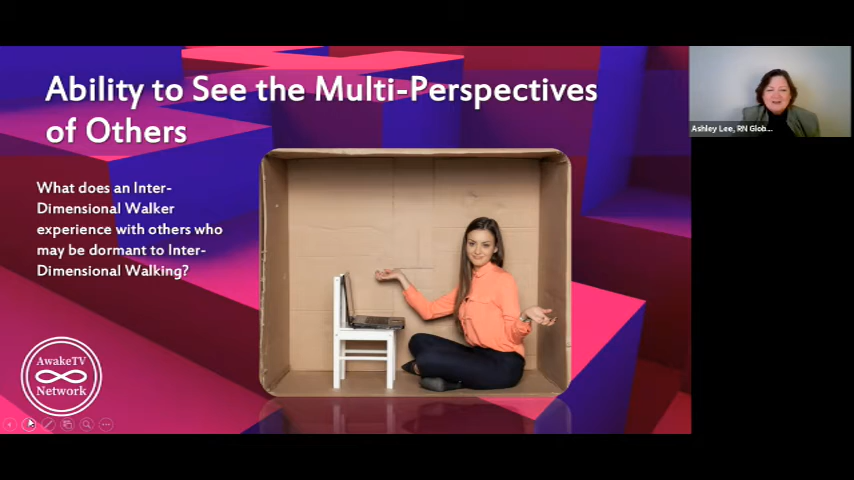 Ability to See the Multi-Perspectives
of Others
What does an Inter-
Dimensional Walker
experience with others who
may be dormant to Inter-
Dimensional Walking?
AwakeTV
Network
Ashley Lee, RN Glob...